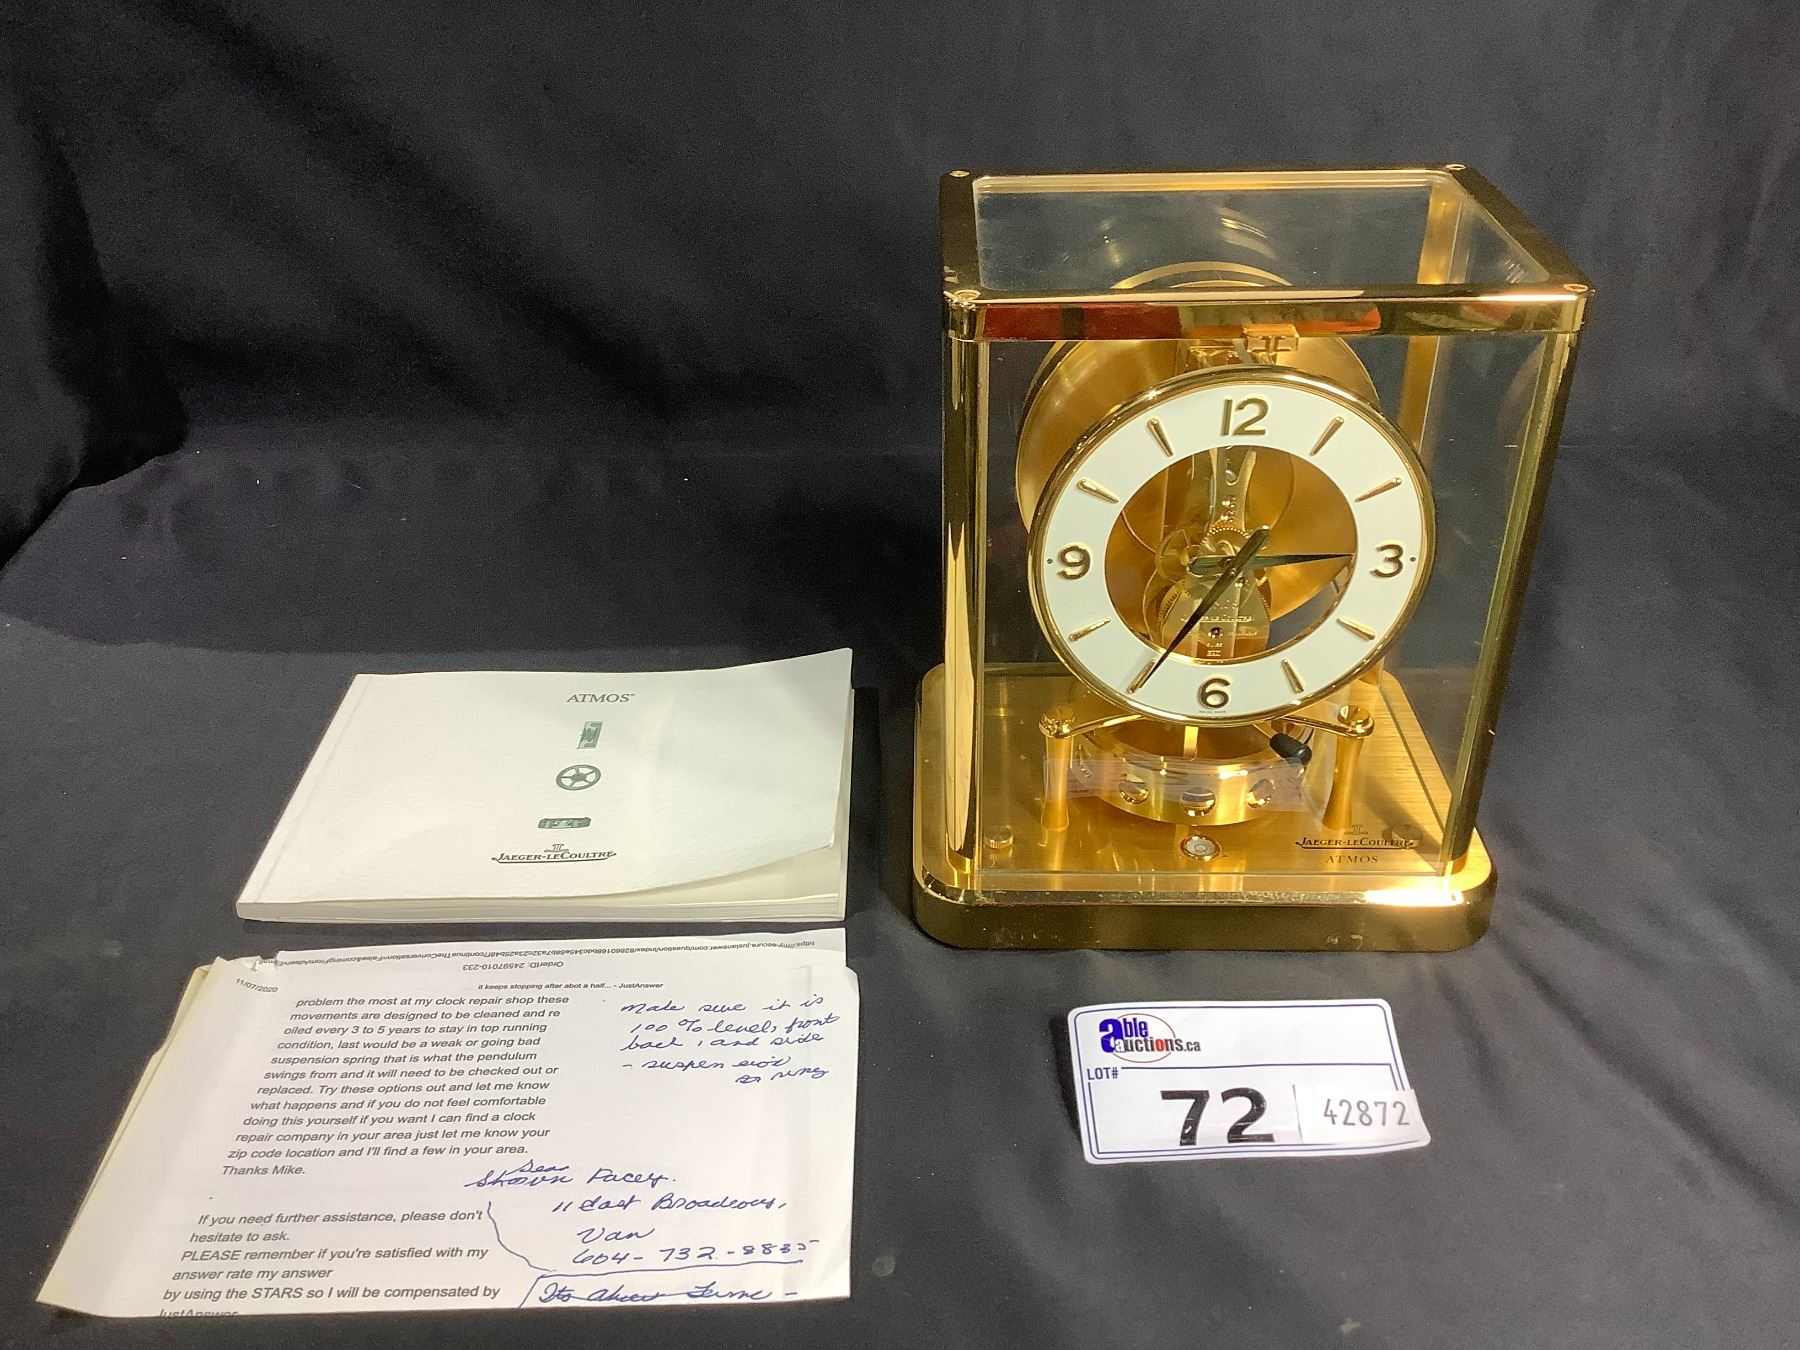 12
3
6
9
JAEGER-LECOULTRE
ATMOS
ATMOS
JAEGER-LECOULTRE
OrderID: 24597010-233
11/07/2020
it keeps stopping after abot a half... - JustAnswer
problem the most at my clock repair shop these
movements are designed to be cleaned and re
oiled every 3 to 5 years to stay in top running
condition, last would be a weak or going bad
suspension spring that is what the pendulum
swings from and it will need to be checked out or
replaced. Try these options out and let me know
what happens and if you do not feel comfortable
doing this yourself if you want I can find a clock
repair company in your area just let me know your
zip code location and I'll find a few in your area.
Thanks Mike.
If you need further assistance, please don't
hesitate to ask.
PLEASE remember if you're satisfied with my
answer rate my answer
by using the STARS so I will be compensated by
JustAnswer
Make sure it is
100 % level, front
back, and side
- suspension
Sean
Pacey.
11 East Broadway,
Van
604-732-8835
able
auctions.ca
LOT#
72
42872